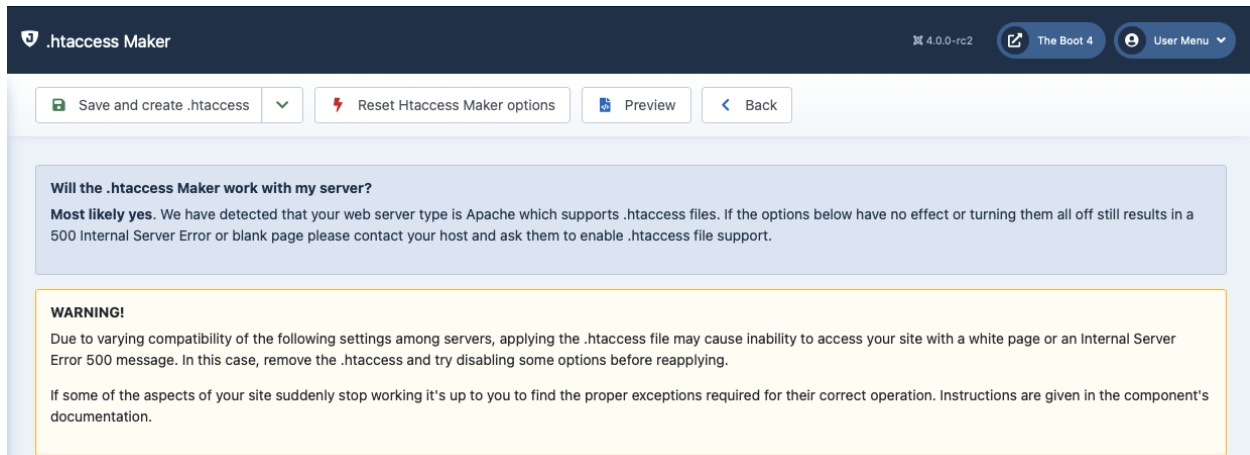 .htaccess Maker
4.0.0-rc2
The Boot 4
User Menu
Save and create .htaccess
Reset Htaccess Maker options
Preview
Back
Will the .htaccess Maker work with my server?
Most likely yes. We have detected that your web server type is Apache which supports .htaccess files. If the options below have no effect or turning them all off still results in a
500 Internal Server Error or blank page please contact your host and ask them to enable .htaccess file support.
WARNING!
Due to varying compatibility of the following settings among servers, applying the .htaccess file may cause inability to access your site with a white page or an Internal Server
Error 500 message. In this case, remove the .htaccess and try disabling some options before reapplying.
If some of the aspects of your site suddenly stop working it's up to you to find the proper exceptions required for their correct operation. Instructions are given in the component's
documentation.